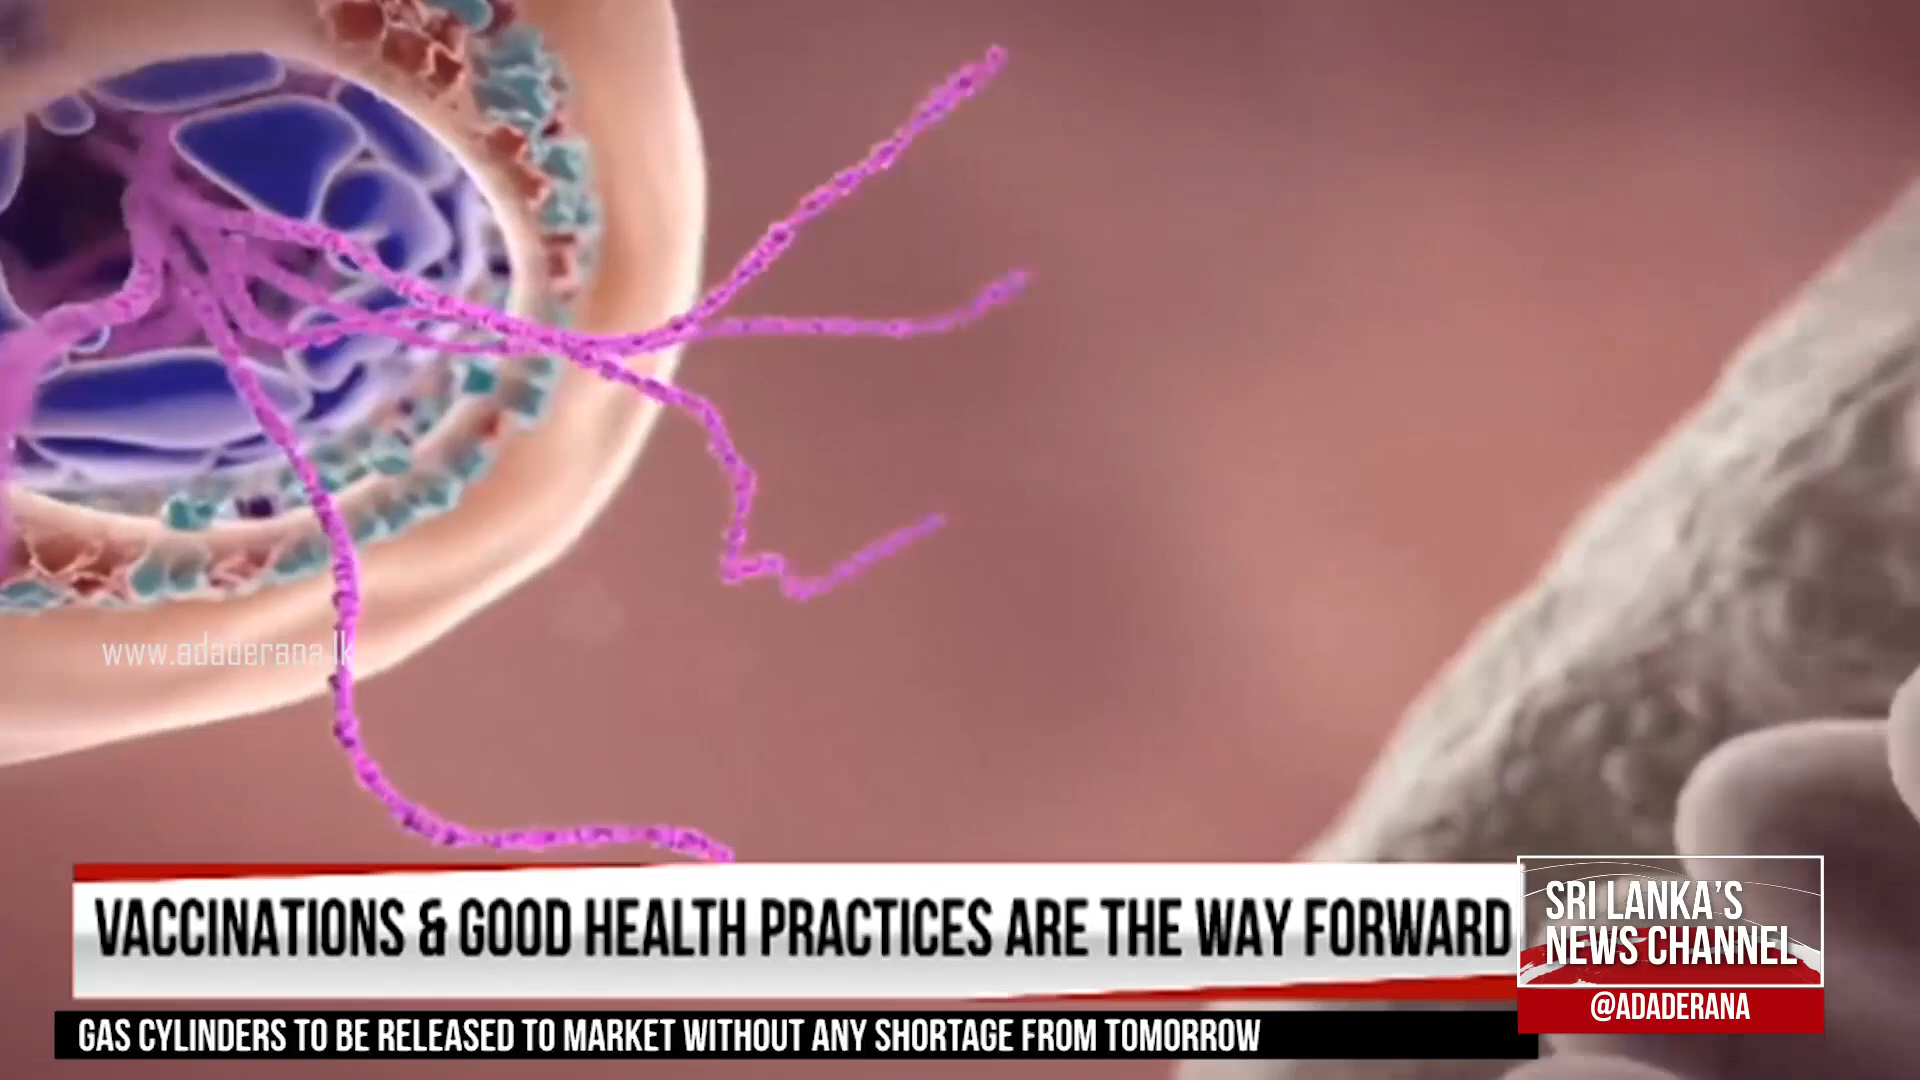 www.adaderana.lk
VACCINATIONS & GOOD HEALTH PRACTICES ARE THE WAY FORWARD
SRI LANKA'S
NEWS CHANNEL
@ADADERANA
GAS CYLINDERS TO BE RELEASED TO MARKET WITHOUT ANY SHORTAGE FROM TOMORROW